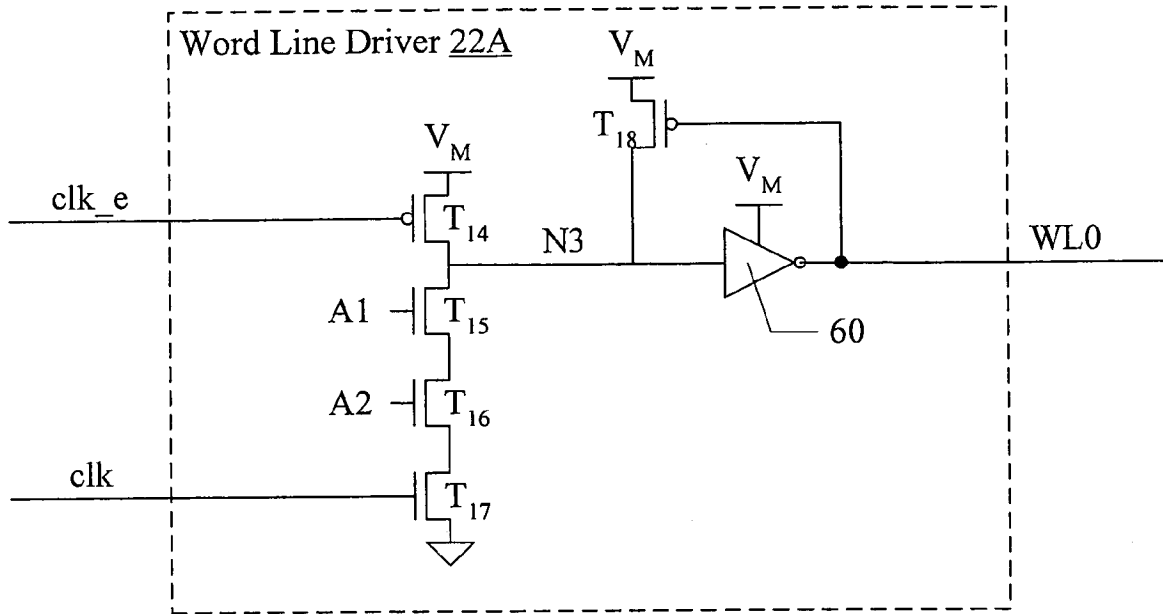 Word Line Driver 22A
V_M
T_18
V_M
V_M
clk_e
T_14
N3
WL0
A1
T_15
60
A2
T_16
clk
T_17